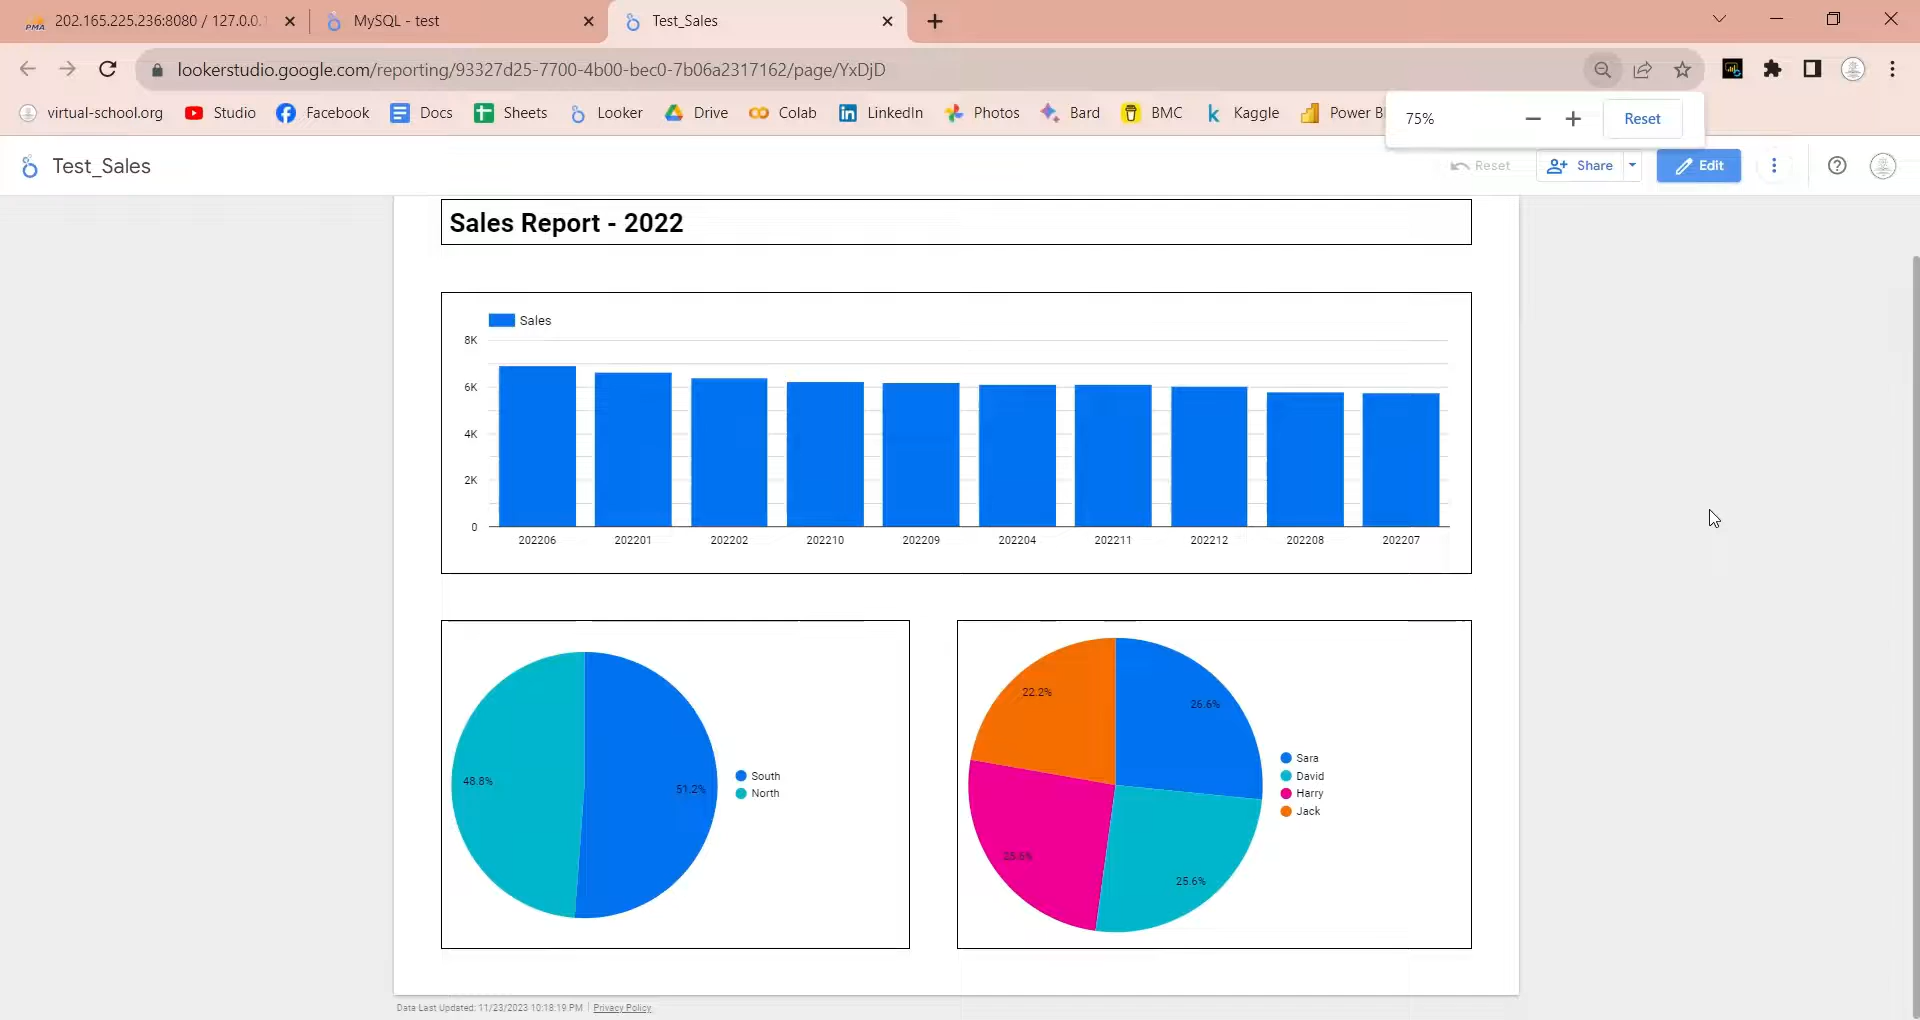 202.165.225.236:8080 / 127.0.0.
MySQL - test
Test_Sales
lookerstudio.google.com/reporting/93327d25-7700-4b00-bec0-7b06a2317162/page/YxDjD
virtual-school.org
Studio
Facebook
Docs
Sheets
Looker
Drive
Colab
LinkedIn
Photos
Bard
BMC
Kaggle
Power B
75%
Reset
Test_Sales
Reset
Share
Edit
Sales Report - 2022
Sales
8K
6K
4K
2K
0
202206 202201 202202 202210 202209 202204 202211 202212 202208 202207
48.8%
51.2%
South
North
22.2%
26.6%
25.6%
25.6%
Sara
David
Harry
Jack
Data Last Updated: 11/23/2023 10:18:19 PM | Privacy Policy